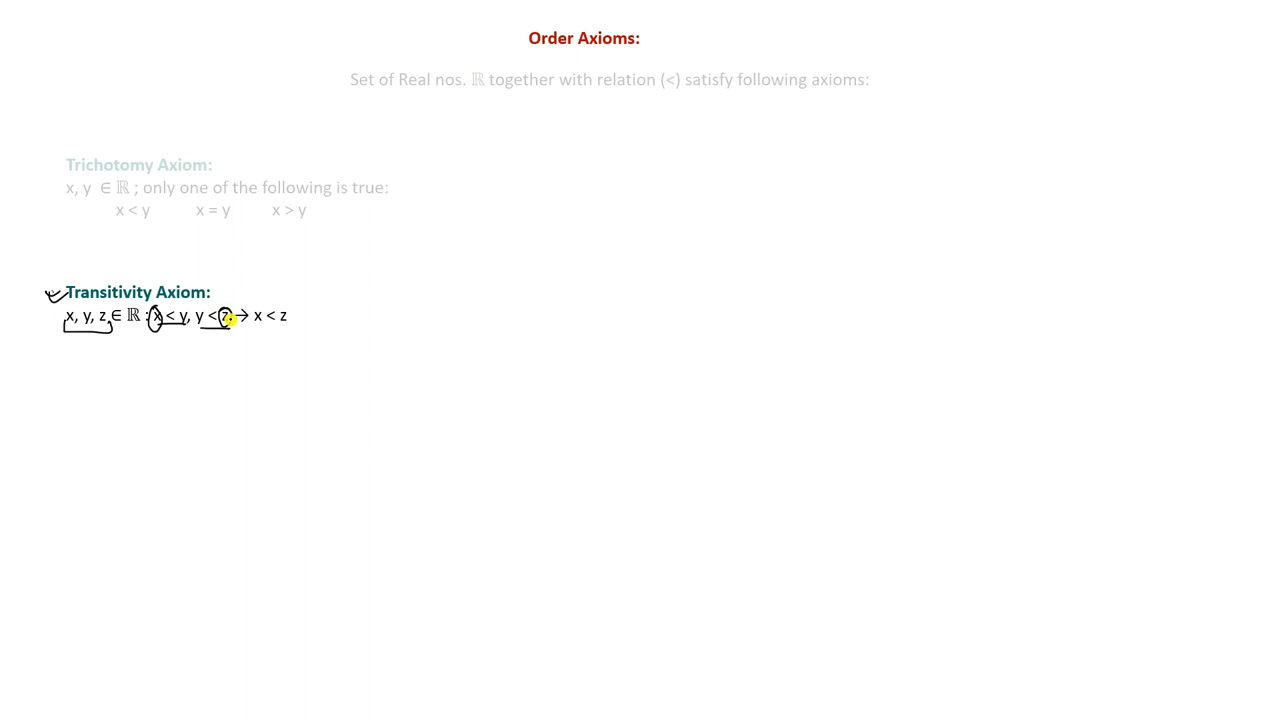 Order Axioms:
Set of Real nos. ℝ together with relation (<) satisfy following axioms:
Trichotomy Axiom:
x, y ∈ ℝ ; only one of the following is true:
x < y x = y x > y
Transitivity Axiom:
x, y, z ∈ ℝ : x < y, y < z → x < z